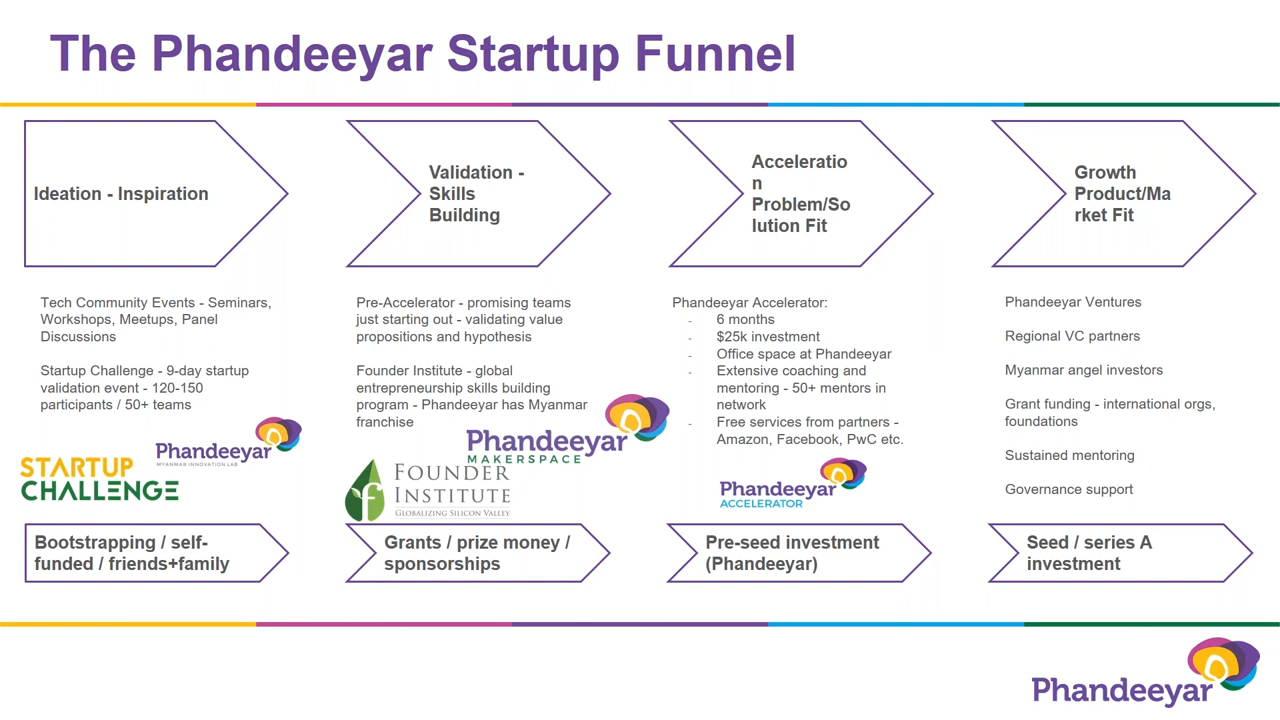 The Phandeeyar Startup Funnel
Ideation - Inspiration
Validation -
Skills
Building
Acceleratio
n
Problem/So
lution Fit
Growth
Product/Ma
rket Fit
Tech Community Events - Seminars,
Workshops, Meetups, Panel
Discussions
Startup Challenge - 9-day startup
validation event - 120-150
participants / 50+ teams
Phandeeyar
MYANMAR INNOVATION LAB
STARTUP
CHALLENGE
Pre-Accelerator - promising teams
just starting out - validating value
propositions and hypothesis
Founder Institute - global
entrepreneurship skills building
program - Phandeeyar has Myanmar
franchise
Phandeeyar
MAKERSPACE
FOUNDER
INSTITUTE
GLOBALIZING SILICON VALLEY
Phandeeyar Accelerator:
- 6 months
- $25k investment
- Office space at Phandeeyar
- Extensive coaching and
mentoring - 50+ mentors in
network
- Free services from partners -
Amazon, Facebook, PwC etc.
Phandeeyar
ACCELERATOR
Phandeeyar Ventures
Regional VC partners
Myanmar angel investors
Grant funding - international orgs,
foundations
Sustained mentoring
Governance support
Bootstrapping / self-
funded / friends+family
Grants / prize money /
sponsorships
Pre-seed investment
(Phandeeyar)
Seed / series A
investment
Phandeeyar